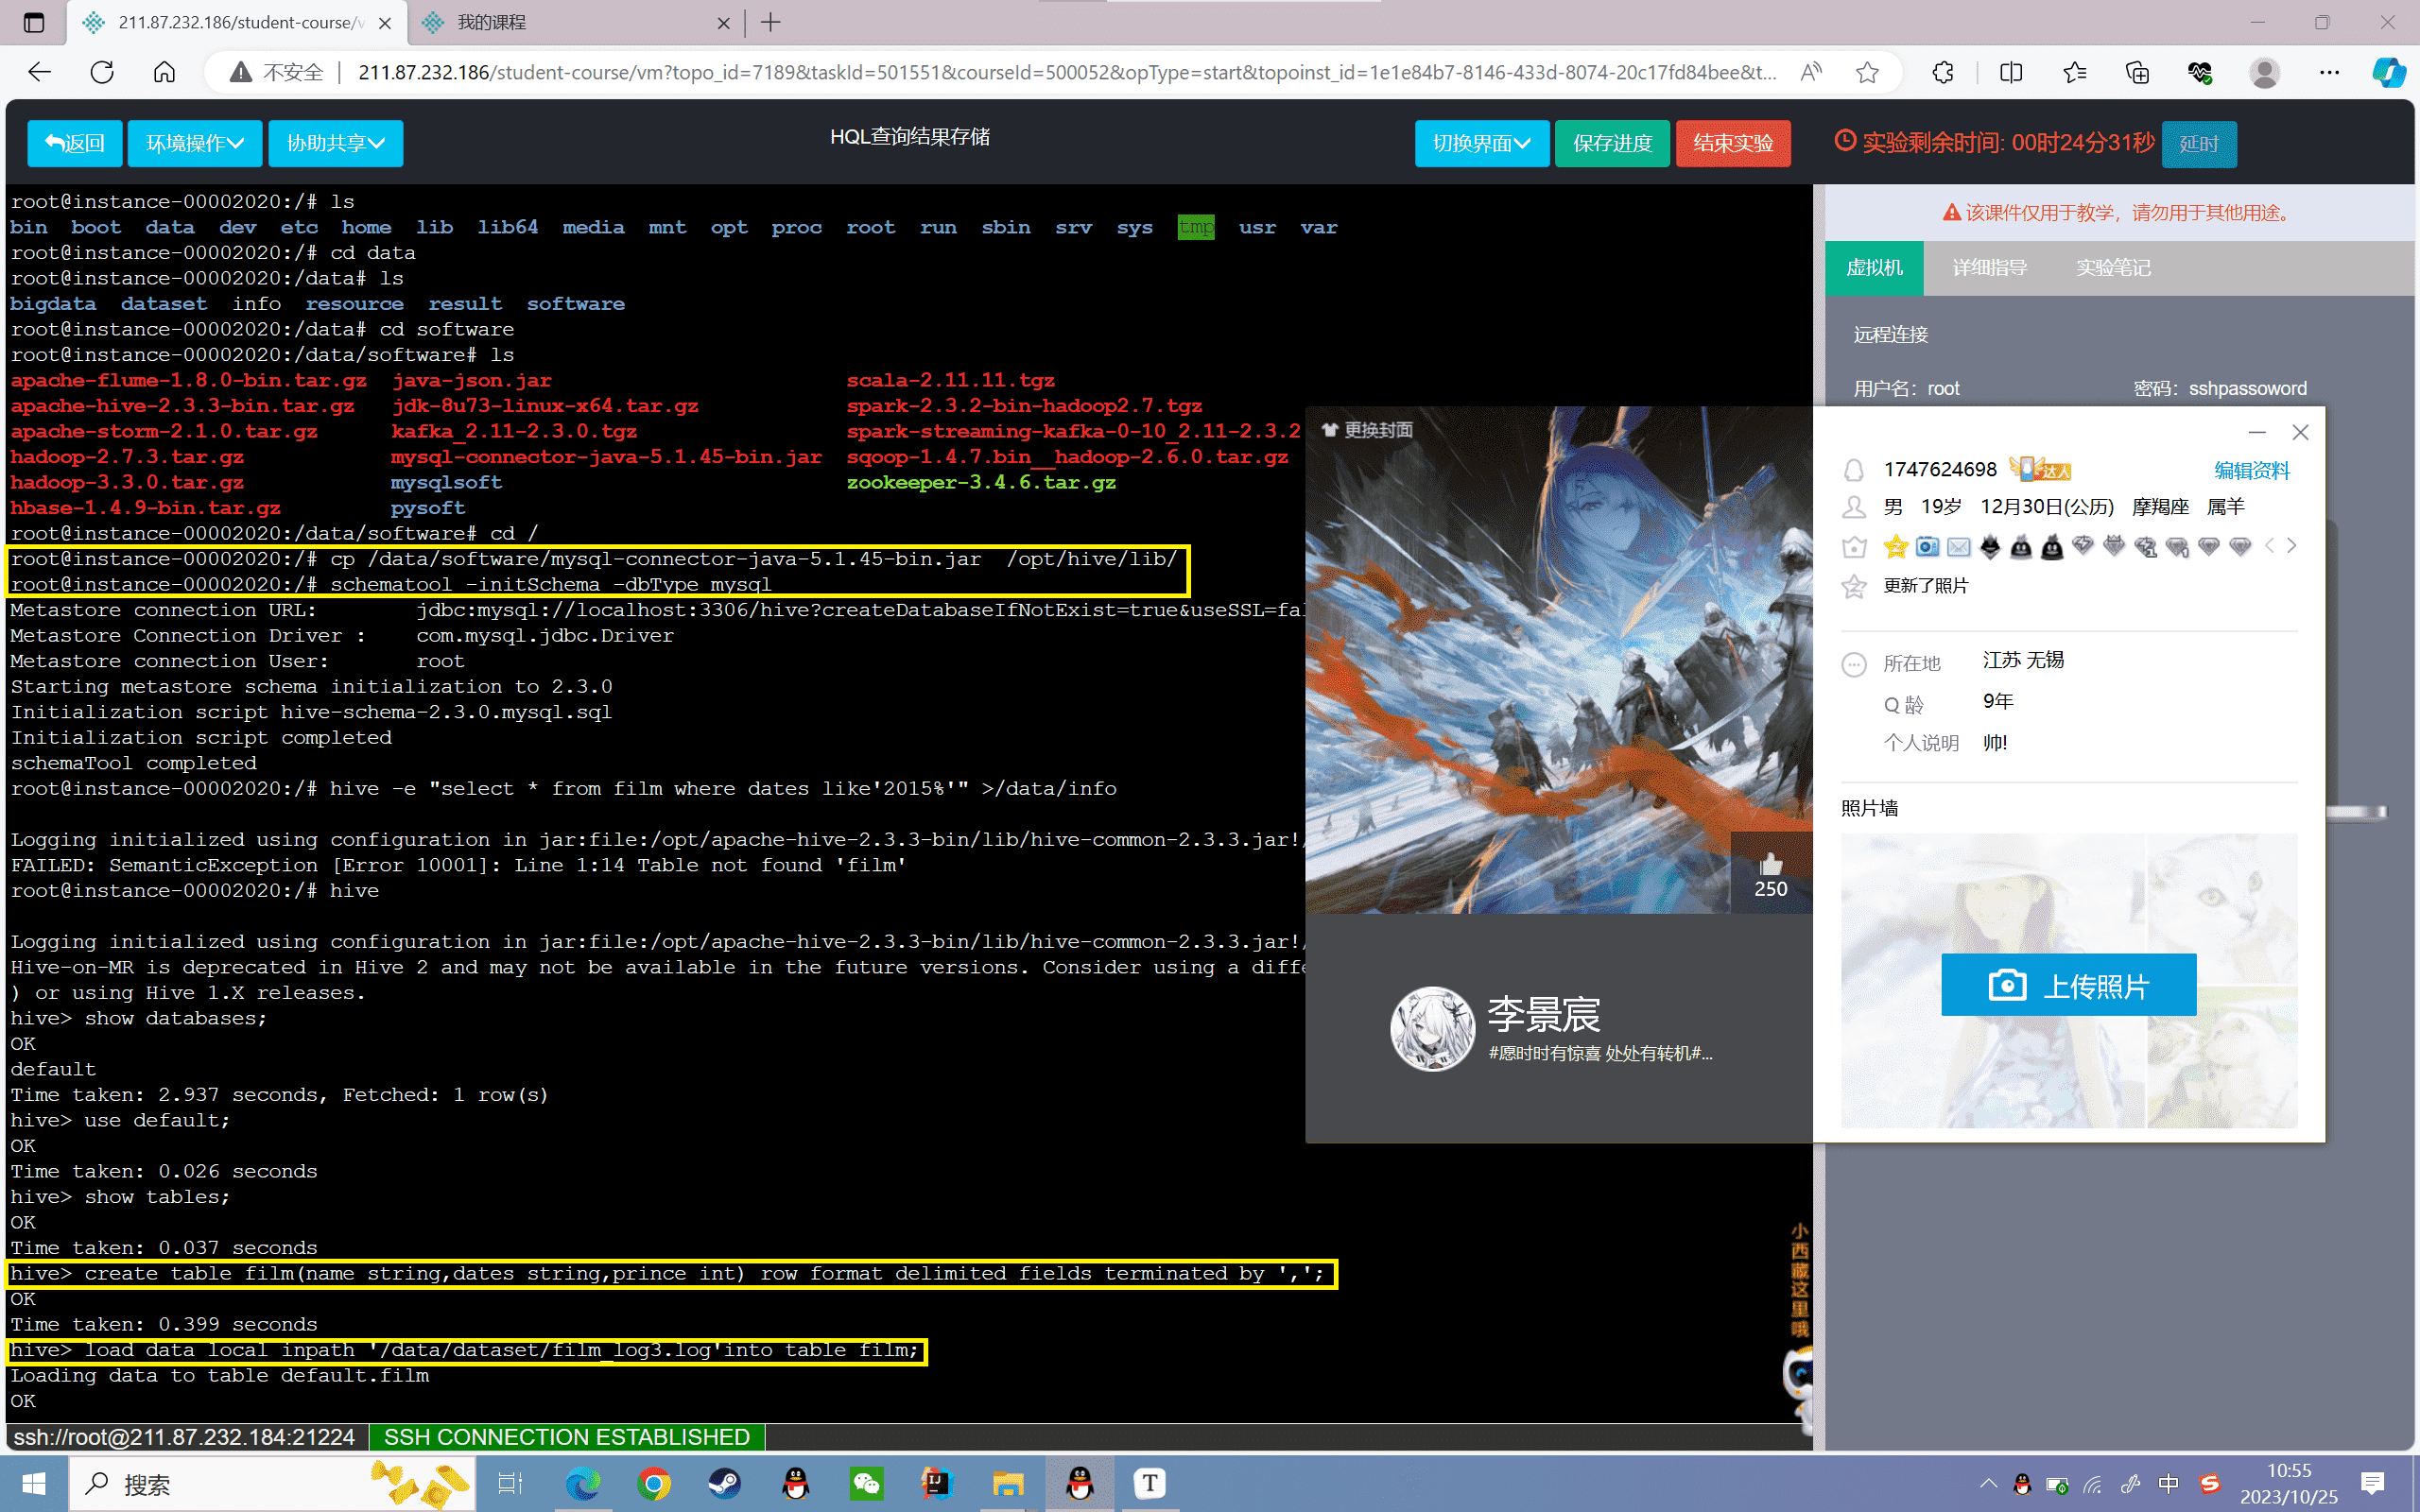 211.87.232.186/student-course/v
我的课程
不安全
211.87.232.186/student-course/vm?topo_id=7189&taskId=501551&courseId=500052&opType=start&topoinst_id=1e1e84b7-8146-433d-8074-20c17fd84bee&t...
返回
环境操作
协助共享
HQL查询结果存储
切换界面
保存进度
结束实验
实验剩余时间: 00时24分31秒
延时
root@instance-00002020:/# ls
bin boot data dev etc home lib lib64 media mnt opt proc root run sbin srv sys tmp usr var
root@instance-00002020:/# cd data
root@instance-00002020:/data# ls
bigdata dataset info resource result software
root@instance-00002020:/data# cd software
root@instance-00002020:/data/software# ls
apache-flume-1.8.0-bin.tar.gz java-json.jar scala-2.11.11.tgz
apache-hive-2.3.3-bin.tar.gz jdk-8u73-linux-x64.tar.gz spark-2.3.2-bin-hadoop2.7.tgz
apache-storm-2.1.0.tar.gz kafka_2.11-2.3.0.tgz spark-streaming-kafka-0-10_2.11-2.3.2
hadoop-2.7.3.tar.gz mysql-connector-java-5.1.45-bin.jar sqoop-1.4.7.bin__hadoop-2.6.0.tar.gz
hadoop-3.3.0.tar.gz mysqlsoft zookeeper-3.4.6.tar.gz
hbase-1.4.9-bin.tar.gz pysoft
root@instance-00002020:/data/software# cd /
root@instance-00002020:/# cp /data/software/mysql-connector-java-5.1.45-bin.jar /opt/hive/lib/
root@instance-00002020:/# schematool -initSchema -dbType mysql
Metastore connection URL: jdbc:mysql://localhost:3306/hive?createDatabaseIfNotExist=true&useSSL=fal
Metastore Connection Driver : com.mysql.jdbc.Driver
Metastore connection User: root
Starting metastore schema initialization to 2.3.0
Initialization script hive-schema-2.3.0.mysql.sql
Initialization script completed
schemaTool completed
root@instance-00002020:/# hive -e "select * from film where dates like'2015%'" >/data/info
Logging initialized using configuration in jar:file:/opt/apache-hive-2.3.3-bin/lib/hive-common-2.3.3.jar!/
FAILED: SemanticException [Error 10001]: Line 1:14 Table not found 'film'
root@instance-00002020:/# hive
Logging initialized using configuration in jar:file:/opt/apache-hive-2.3.3-bin/lib/hive-common-2.3.3.jar!/
Hive-on-MR is deprecated in Hive 2 and may not be available in the future versions. Consider using a diffe
) or using Hive 1.X releases.
hive> show databases;
OK
default
Time taken: 2.937 seconds, Fetched: 1 row(s)
hive> use default;
OK
Time taken: 0.026 seconds
hive> show tables;
OK
Time taken: 0.037 seconds
hive> create table film(name string,dates string,prince int) row format delimited fields terminated by ',';
OK
Time taken: 0.399 seconds
hive> load data local inpath '/data/dataset/film_log3.log'into table film;
Loading data to table default.film
OK
ssh://root@211.87.232.184:21224
SSH CONNECTION ESTABLISHED
小西藏这里哦
该课件仅用于教学，请勿用于其他用途。
虚拟机 详细指导 实验笔记
远程连接
用户名：root 密码：sshpassoword
更换封面
250
李景宸
#愿时时有惊喜 处处有转机#...
1747624698
达人
编辑资料
男 19岁 12月30日(公历) 摩羯座 属羊
更新了照片
所在地 江苏 无锡
Q 龄 9年
个人说明 帅!
照片墙
上传照片
搜索
中
10:55
2023/10/25